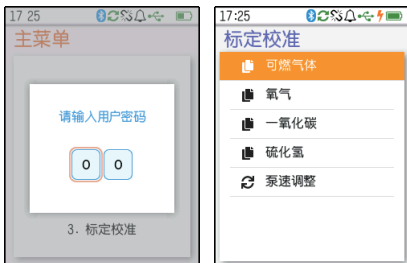 17 25
主菜单
请输入用户密码
0 0
3. 标定校准
17:25
标定校准
可燃气体
氧气
一氧化碳
硫化氢
泵速调整